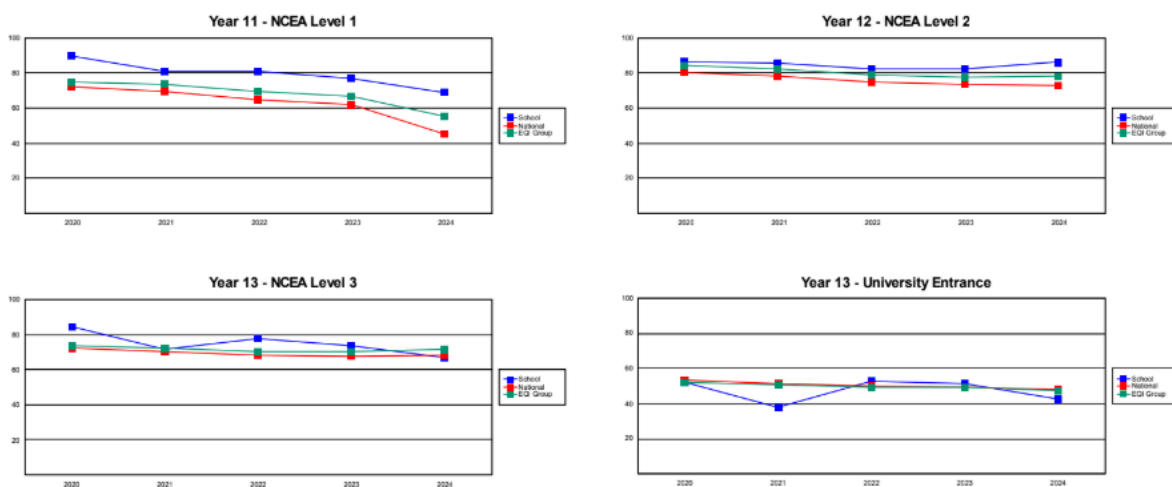 Year 11 - NCEA Level 1
100
80
60
40
20
2020 2021 2022 2023 2024
School
National
EQI Group
Year 12 - NCEA Level 2
100
80
60
40
20
2020 2021 2022 2023 2024
School
National
EQI Group
Year 13 - NCEA Level 3
100
80
60
40
20
2020 2021 2022 2023 2024
School
National
EQI Group
Year 13 - University Entrance
100
80
60
40
20
2020 2021 2022 2023 2024
School
National
EQI Group